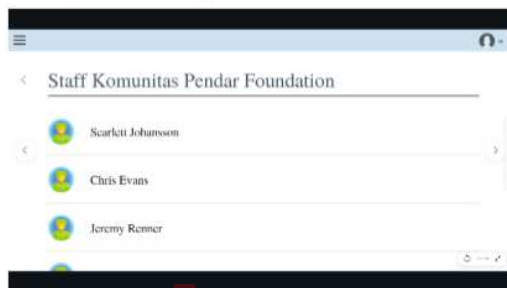 Staff Komunitas Pendar Foundation
Scarlett Johansson
Chris Evans
Jeremy Renner